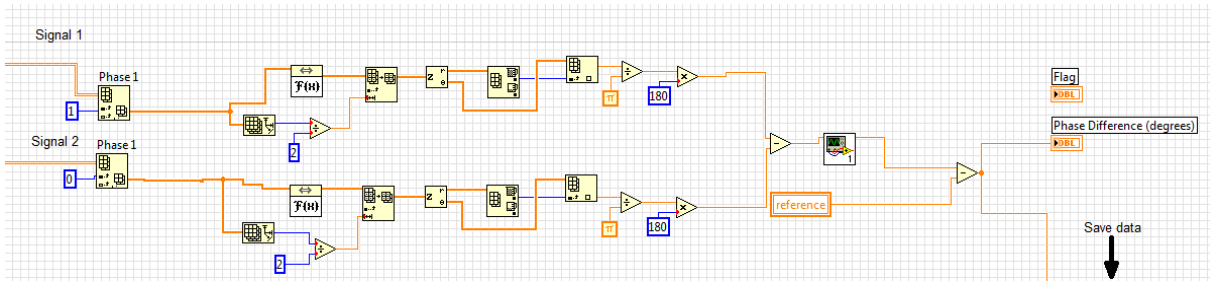 Signal 1
Phase 1
1
F(x)
Z r θ
2
π
180
Signal 2
Phase 1
0
F(x)
Z r θ
2
π
180
1
reference
Flag
DBL
Phase Difference (degrees)
DBL
Save data